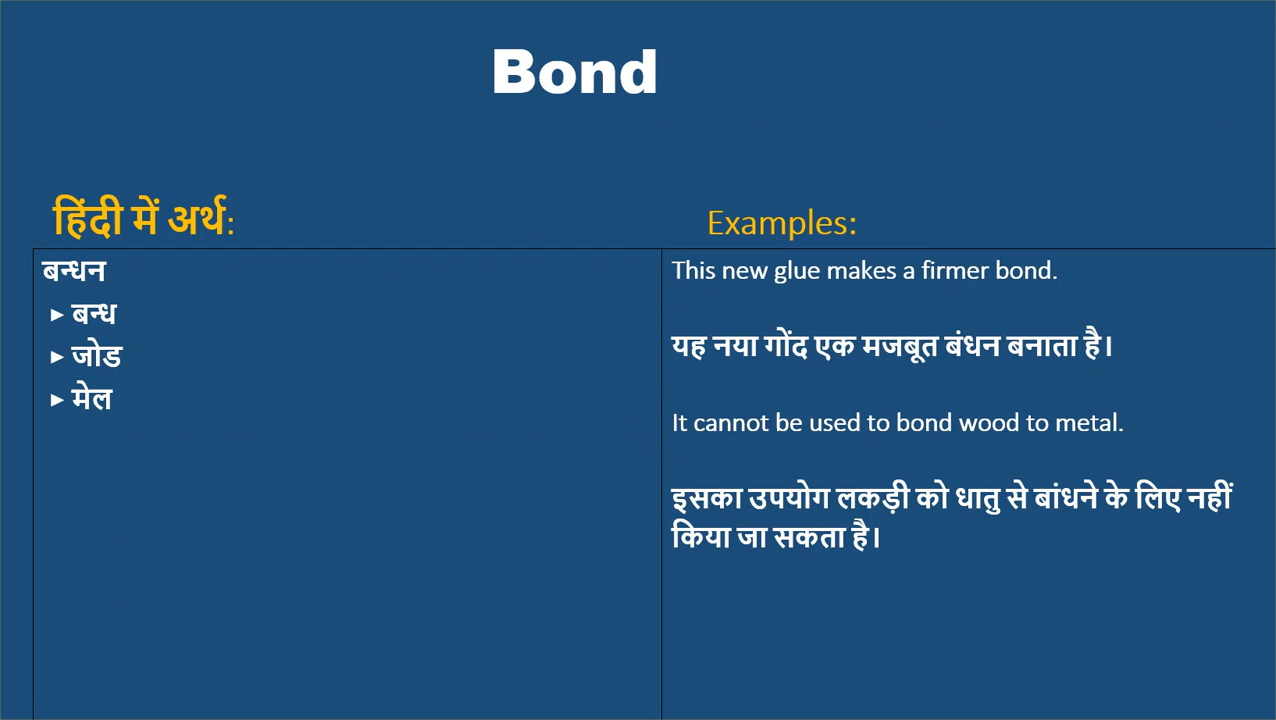 Bond
हिंदी में अर्थ:
Examples:
बन्धन
▸ बन्ध
▸ जोड
▸ मेल
This new glue makes a firmer bond.
यह नया गोंद एक मजबूत बंधन बनाता है।
It cannot be used to bond wood to metal.
इसका उपयोग लकड़ी को धातु से बांधने के लिए नहीं
किया जा सकता है।